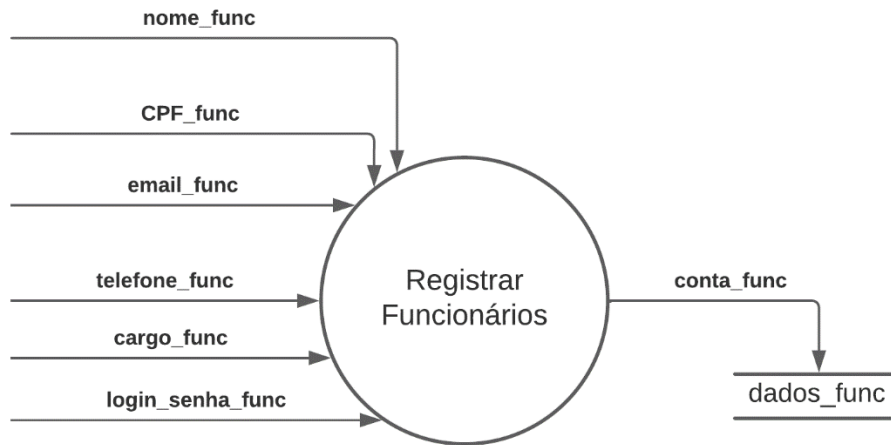 nome_func
CPF_func
email_func
telefone_func
cargo_func
login_senha_func
Registrar
Funcionários
conta_func
dados_func